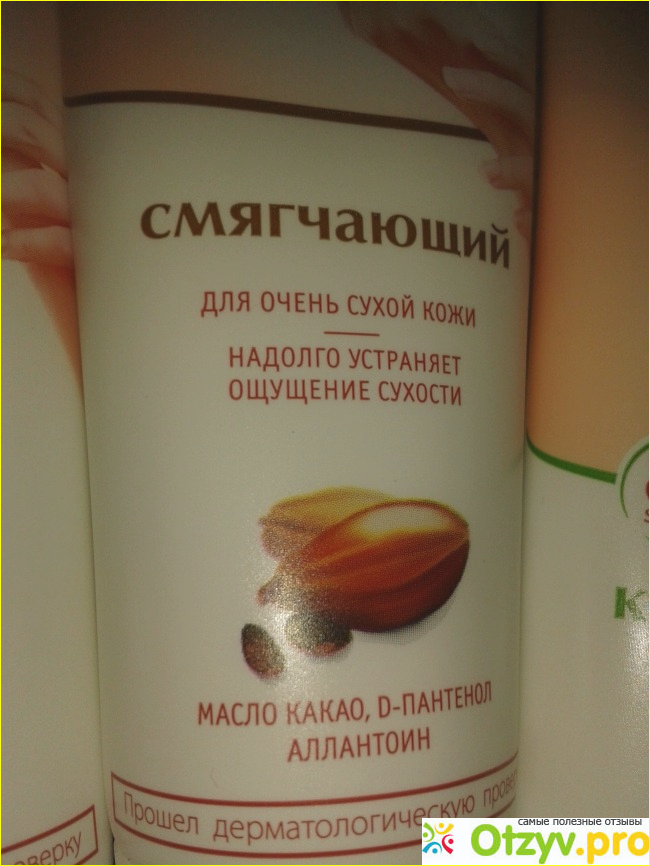 смягчающий
ДЛЯ ОЧЕНЬ СУХОЙ КОЖИ
НАДОЛГО УСТРАНЯЕТ
ОЩУЩЕНИЕ СУХОСТИ
МАСЛО КАКАО, D-ПАНТЕНОЛ
АЛЛАНТОИН
Прошел дерматологическую
самые полезные отзывы
Otzyv.pro